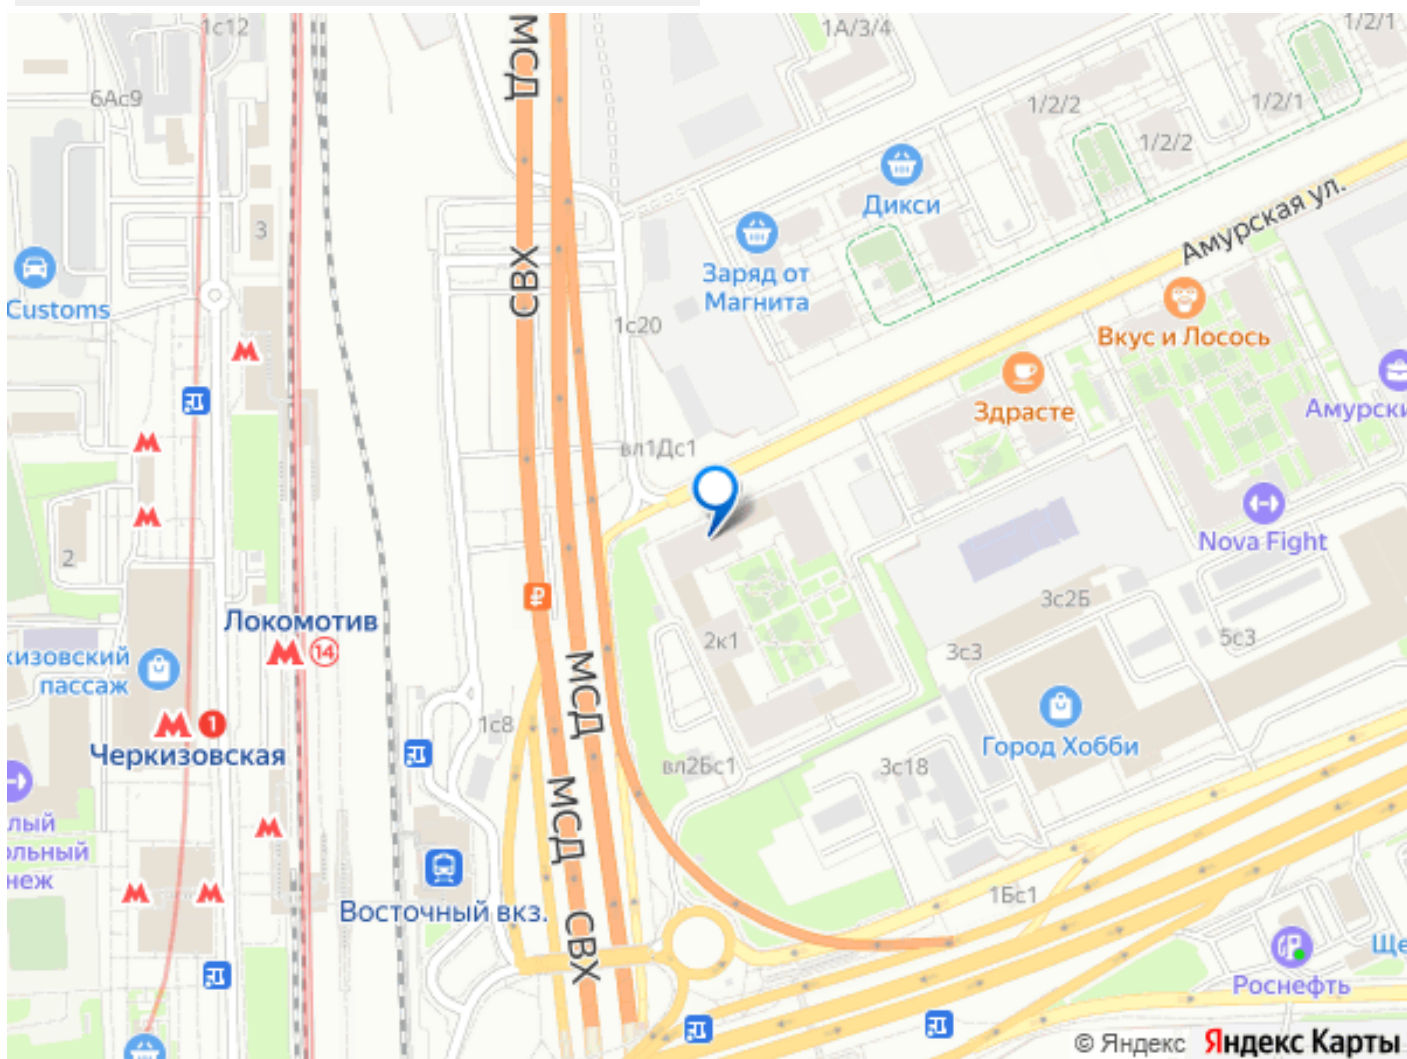 1с12
МСД
1А/3/4
1/2/1
6Ас9
1/2/2
1/2/1
1/2/2
Дикси
Амурская ул.
3
СВХ
Заряд от
Магнита
Customs
1с20
Вкус и Лосось
Здрасте
Амурски
вл1Дс1
Nova Fight
2
3с2Б
Локомотив
14
2к1
5с3
3с3
кизовский
пассаж
МСД
1
Черкизовская
1с8
Город Хобби
вл2Бс1
3с18
МСД
лый
ольный
неж
1Бс1
Восточный вкз.
СВХ
Ще
Роснефть
© Яндекс Яндекс Карты